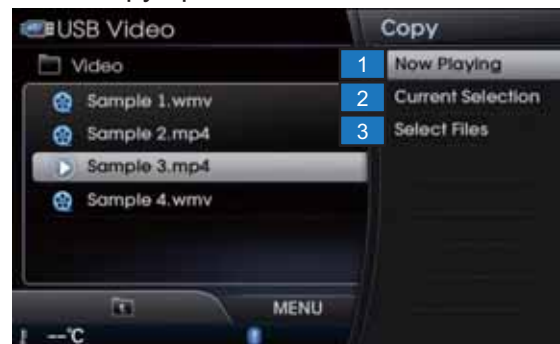 USB Video
Copy
Video
1 Now Playing
2 Current Selection
3 Select Files
Sample 1.wmv
Sample 2.mp4
Sample 3.mp4
Sample 4.wmv
MENU
--°C